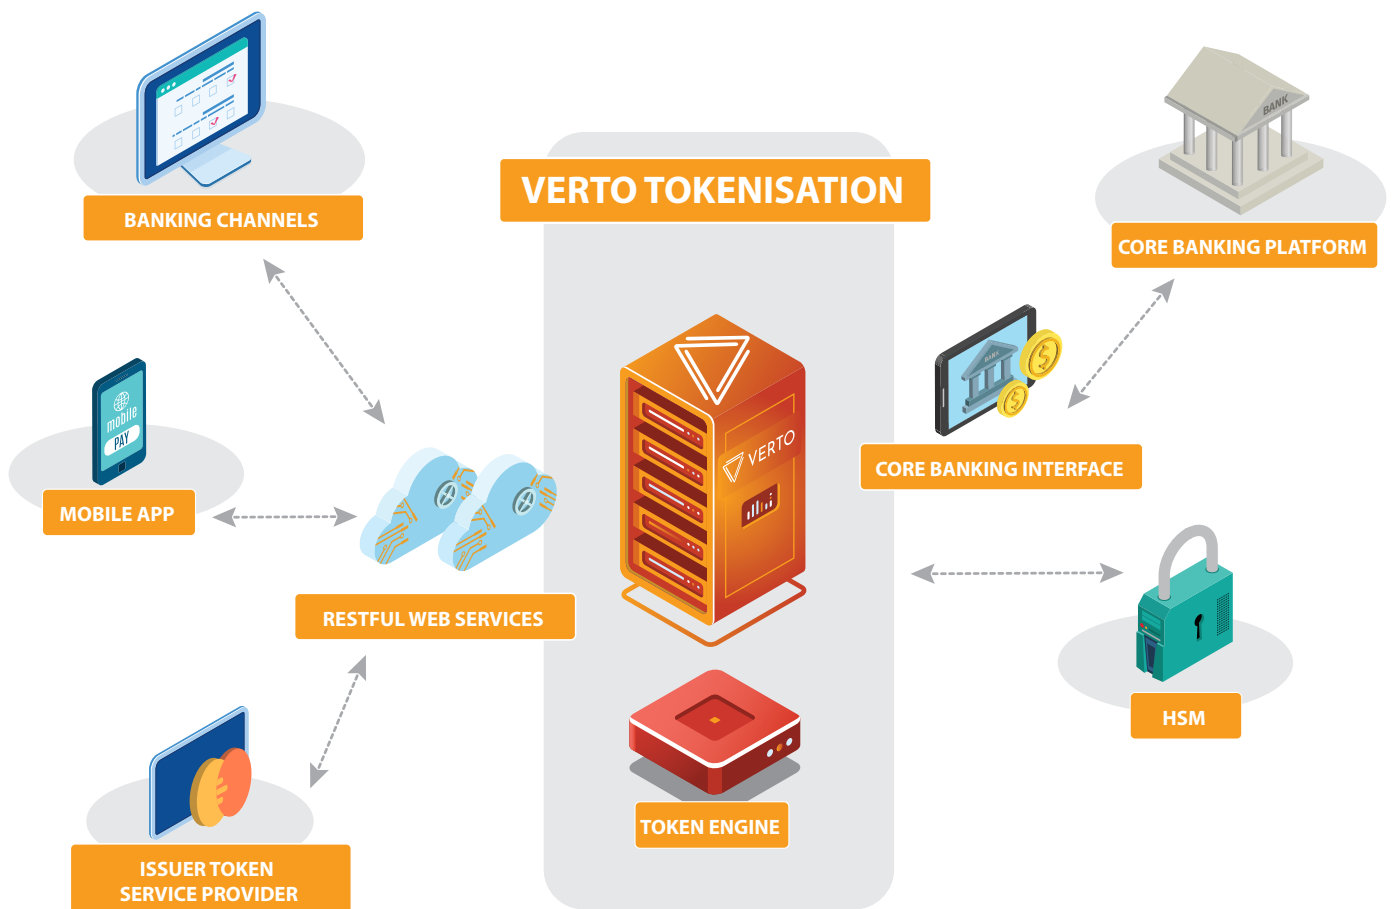 BANKING CHANNELS
VERTO TOKENISATION
BANK
CORE BANKING PLATFORM
mobile
PAY
MOBILE APP
BANK
$
$
CORE BANKING INTERFACE
VERTO
RESTFUL WEB SERVICES
HSM
TOKEN ENGINE
ISSUER TOKEN
SERVICE PROVIDER